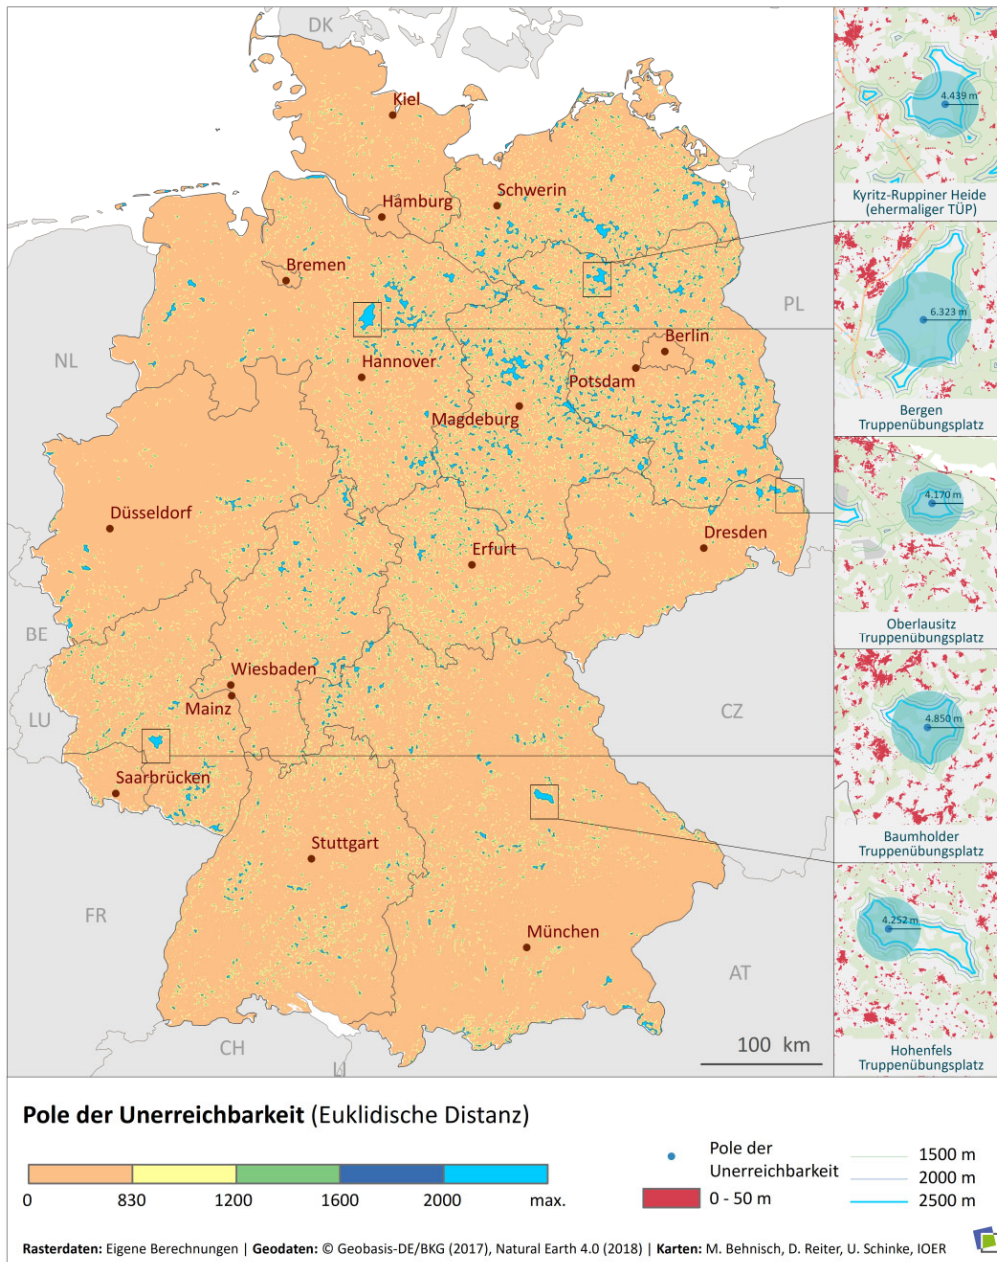 DK
Kiel
Schwerin
Hamburg
Bremen
PL
Berlin
NL
Hannover
Potsdam
Magdeburg
Düsseldorf
Dresden
Erfurt
BE
Wiesbaden
Mainz
LU
CZ
Saarbrücken
Stuttgart
FR
München
AT
CH
LI
100 km
4.439 m
Kyritz-Ruppiner Heide
(ehermaliger TÜP)
6.323 m
Bergen
Truppenübungsplatz
4.170 m
Oberlausitz
Truppenübungsplatz
4.850 m
Baumholder
Truppenübungsplatz
4.252 m
Hohenfels
Truppenübungsplatz
Pole der Unerreichbarkeit (Euklidische Distanz)
0 830 1200 1600 2000 max.
Pole der
Unerreichbarkeit
0 - 50 m
1500 m
2000 m
2500 m
Rasterdaten: Eigene Berechnungen | Geodaten: © Geobasis-DE/BKG (2017), Natural Earth 4.0 (2018) | Karten: M. Behnisch, D. Reiter, U. Schinke, IOER